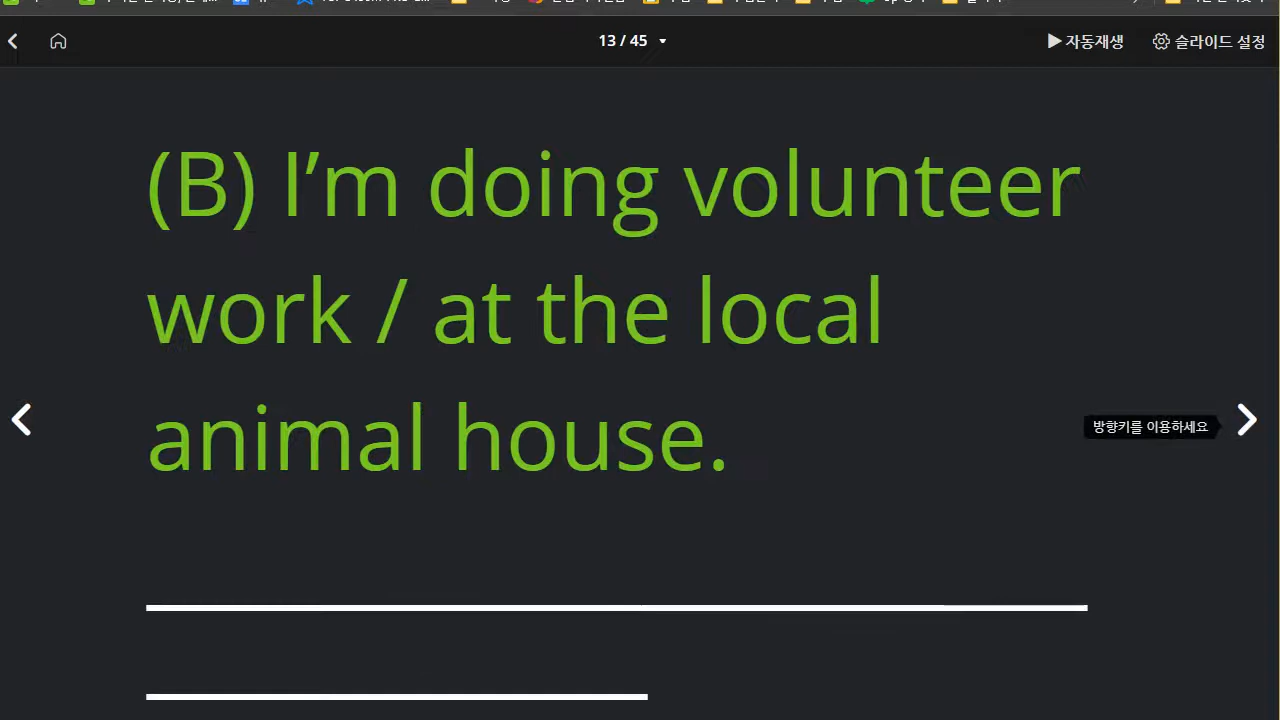 13 / 45
자동재생
슬라이드 설정
(B) I’m doing volunteer
work / at the local
animal house.
방향키를 이용하세요